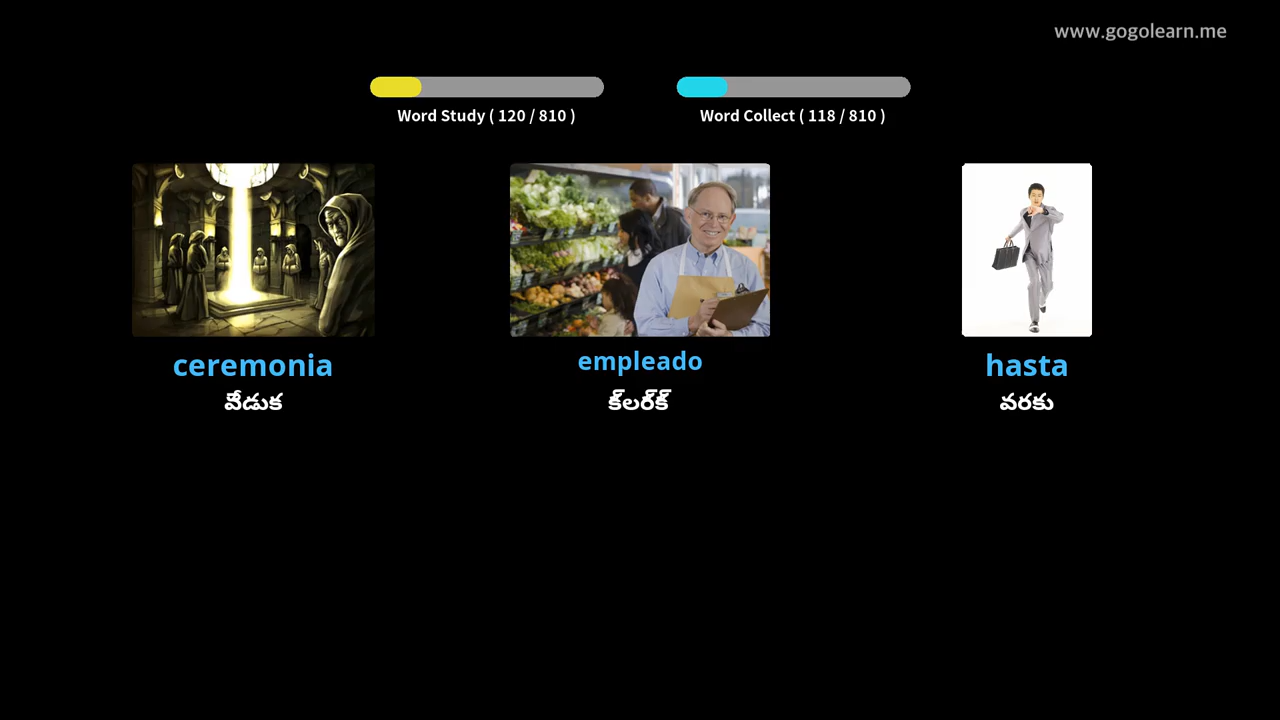 www.gogolearn.me
Word Study ( 120 / 810 )
Word Collect ( 118 / 810 )
ceremonia
empleado
hasta
వేడుక
క్‌లర్‌క్
వరకు